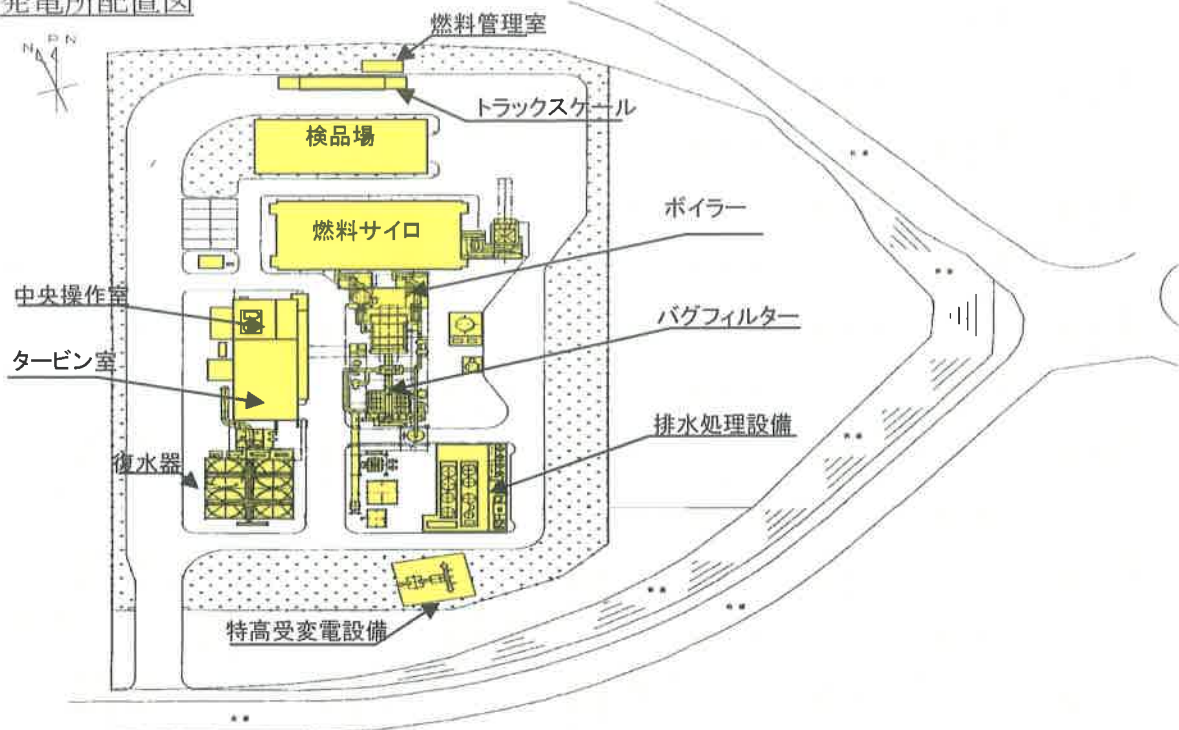 発電所配置図
燃料管理室
トラックスケール
検品場
燃料サイロ
ボイラー
中央操作室
バグフィルター
タービン室
排水処理設備
復水器
特高受変電設備